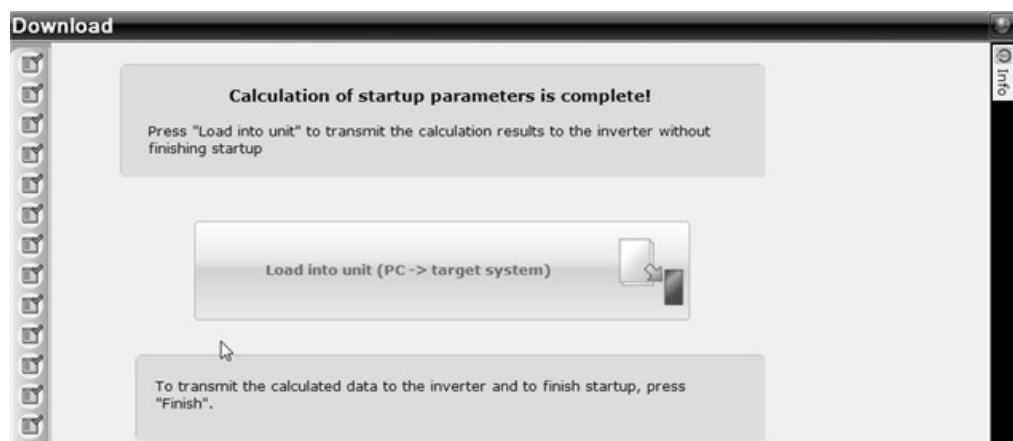 Download
Info
Calculation of startup parameters is complete!
Press "Load into unit" to transmit the calculation results to the inverter without
finishing startup
Load into unit (PC -> target system)
To transmit the calculated data to the inverter and to finish startup, press
"Finish".